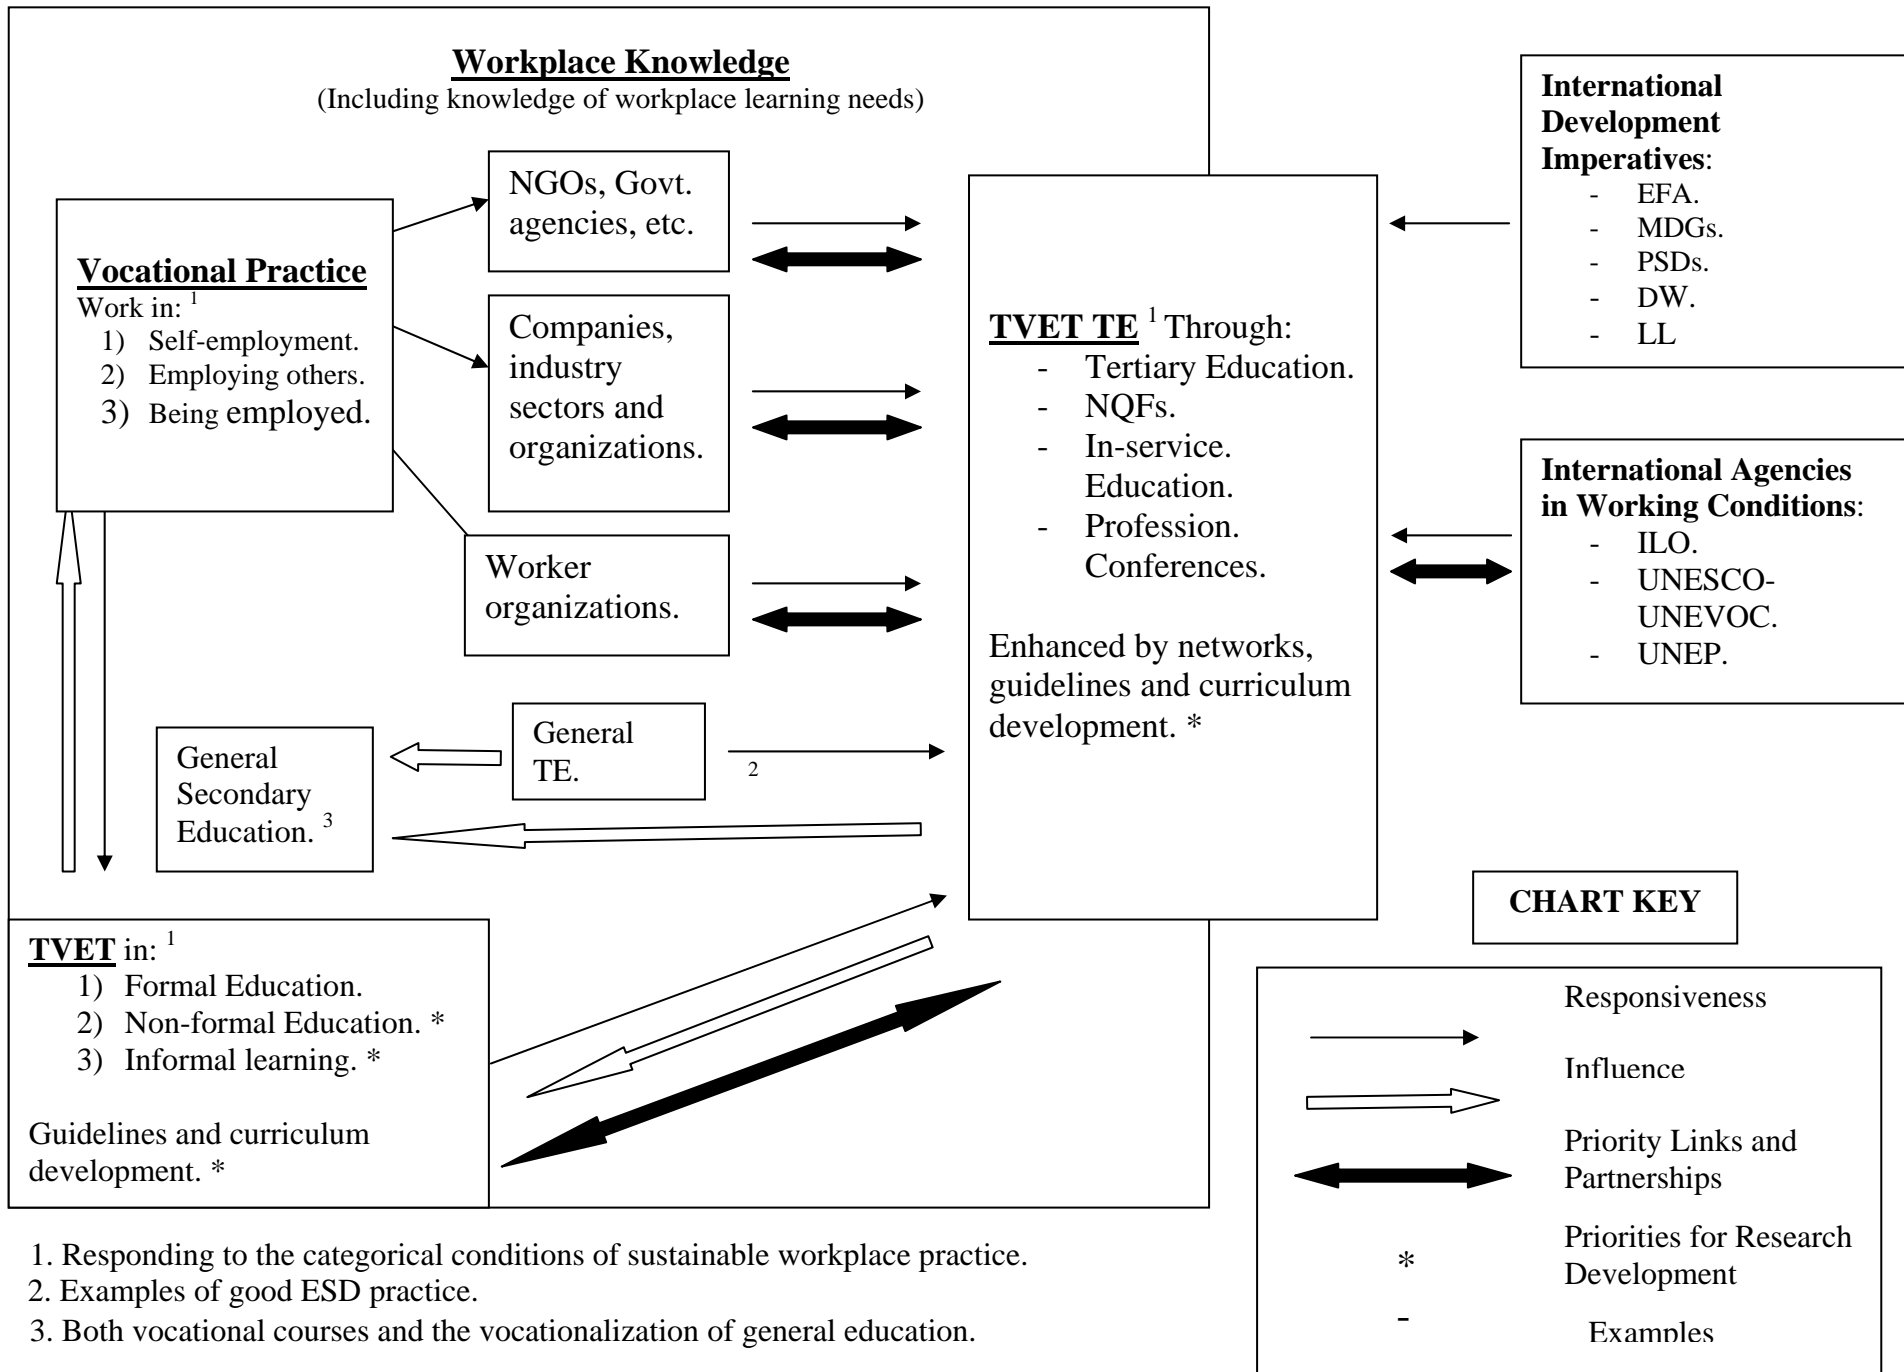 Workplace Knowledge
(Including knowledge of workplace learning needs)
Vocational Practice
Work in: 1
1) Self-employment.
2) Employing others.
3) Being employed.
NGOs, Govt.
agencies, etc.
Companies,
industry
sectors and
organizations.
Worker
organizations.
General
TE.
2
General
Secondary
Education. 3
TVET in: 1
1) Formal Education.
2) Non-formal Education. *
3) Informal learning. *
Guidelines and curriculum
development. *
TVET TE 1 Through:
- Tertiary Education.
- NQFs.
- In-service.
Education.
- Profession.
Conferences.
Enhanced by networks,
guidelines and curriculum
development. *
International
Development
Imperatives:
- EFA.
- MDGs.
- PSDs.
- DW.
- LL
International Agencies
in Working Conditions:
- ILO.
- UNESCO-
UNEVOC.
- UNEP.
CHART KEY
Responsiveness
Influence
Priority Links and
Partnerships
* Priorities for Research
Development
- Examples
1. Responding to the categorical conditions of sustainable workplace practice.
2. Examples of good ESD practice.
3. Both vocational courses and the vocationalization of general education.